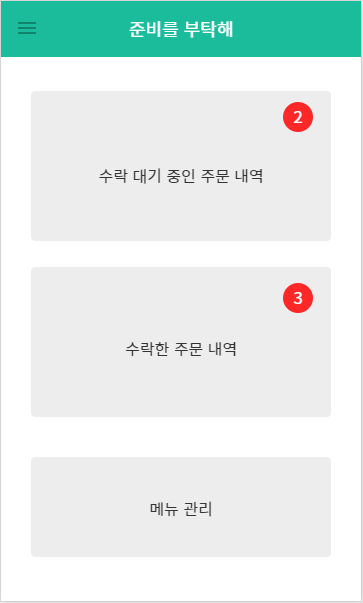 준비를 부탁해
2
수락 대기 중인 주문 내역
3
수락한 주문 내역
메뉴 관리